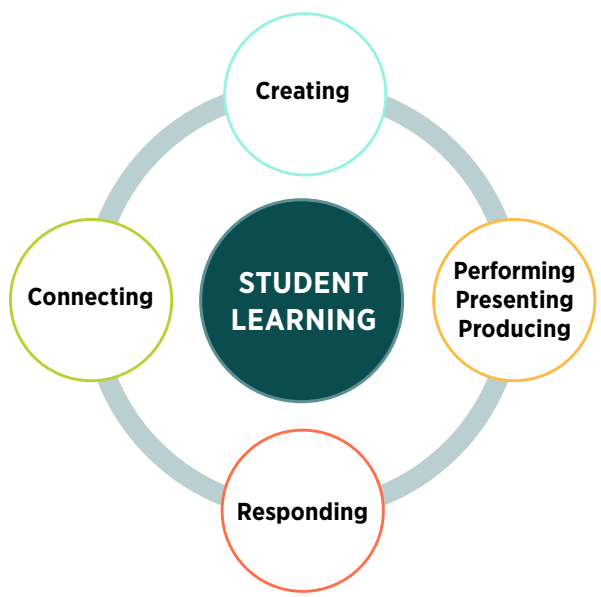 Creating
Connecting
STUDENT
LEARNING
Performing
Presenting
Producing
Responding